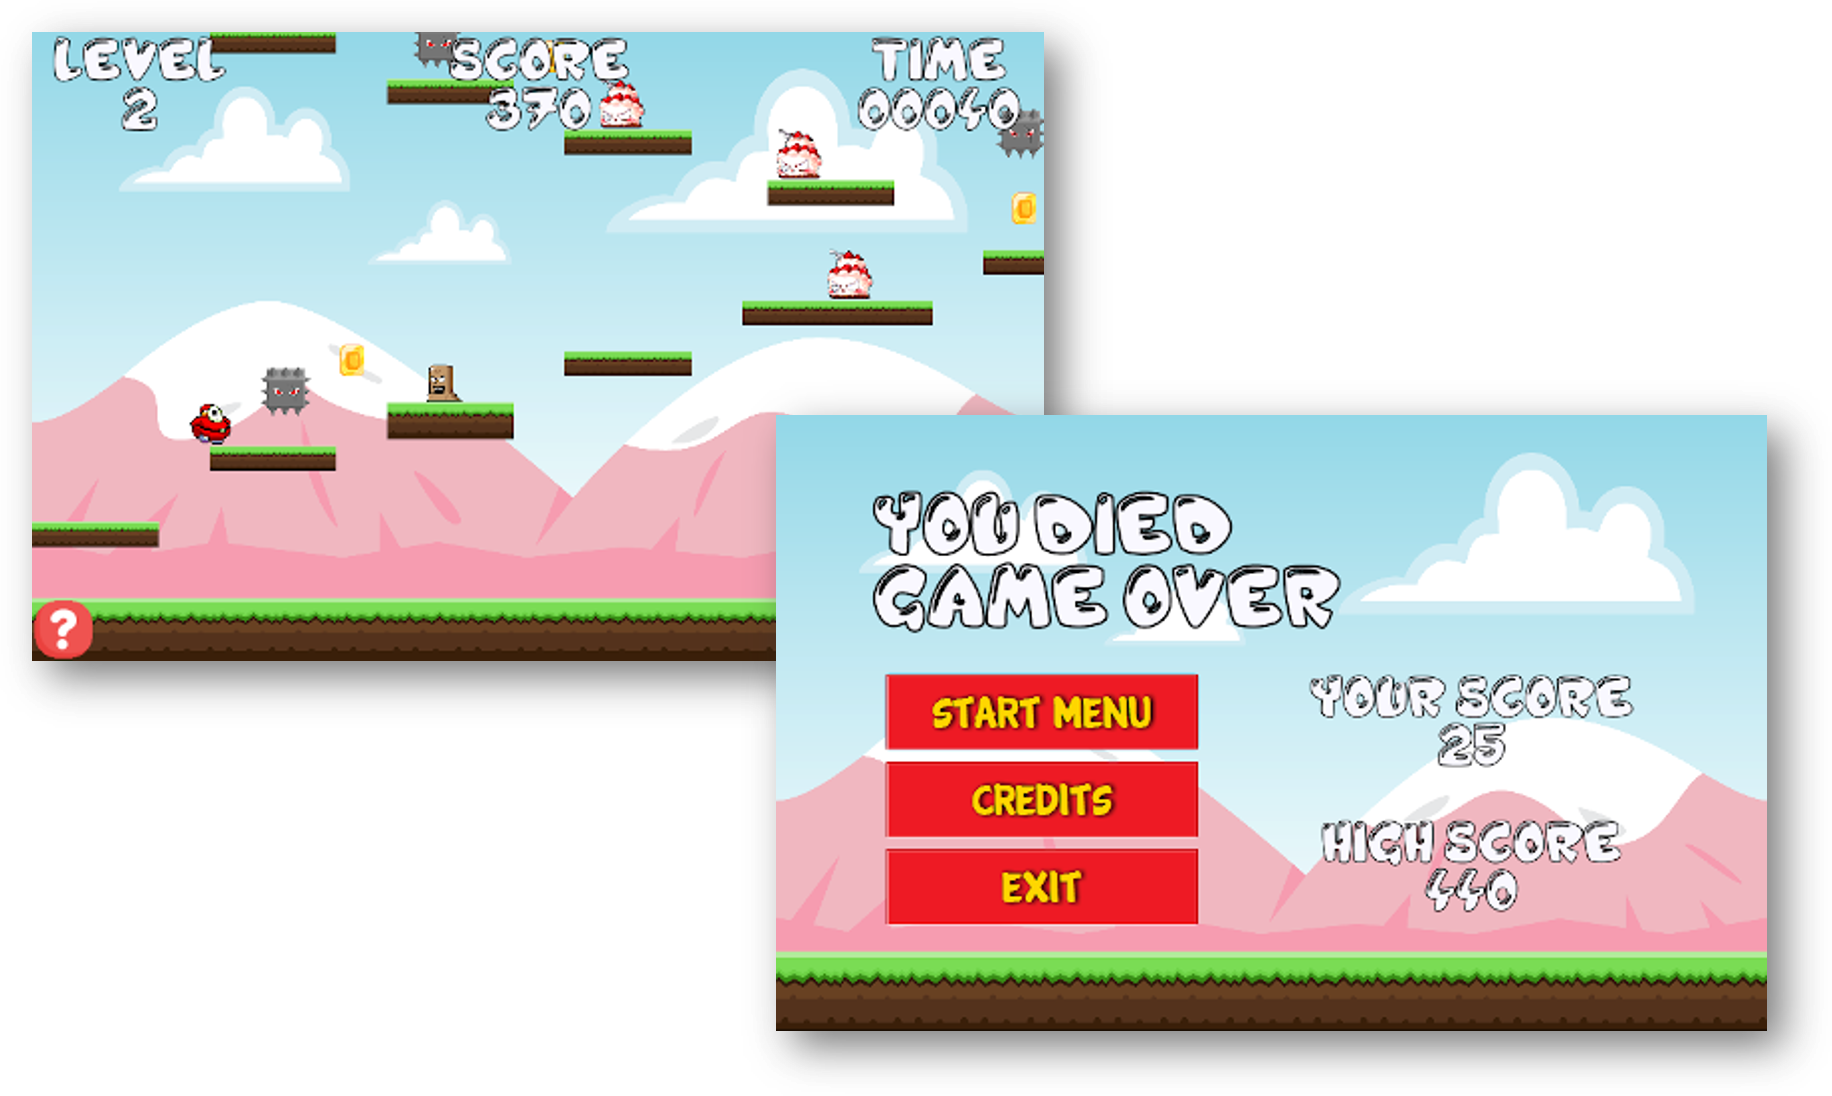 LEVEL
2
SCORE
370
TIME
00040
?
YOU DIED
GAME OVER
START MENU
CREDITS
EXIT
YOUR SCORE
25
HIGH SCORE
440